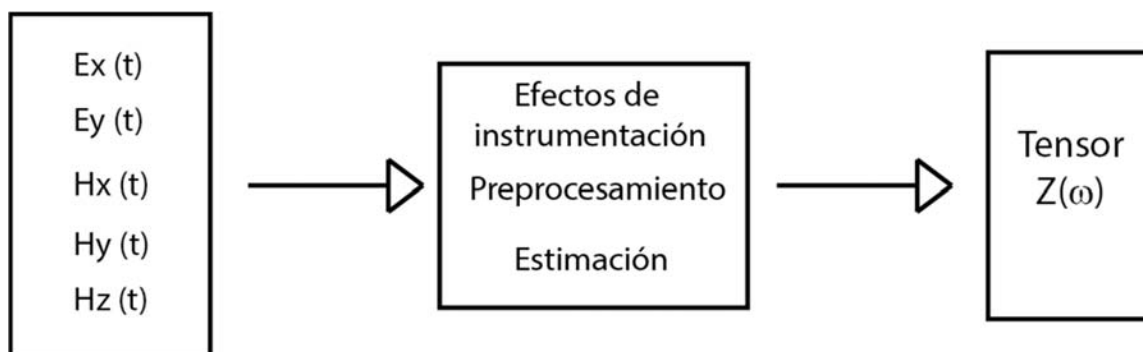 Ex (t)
Ey (t)
Hx (t)
Hy (t)
Hz (t)
Efectos de
instrumentación
Preprocesamiento
Estimación
Tensor
Z(ω)